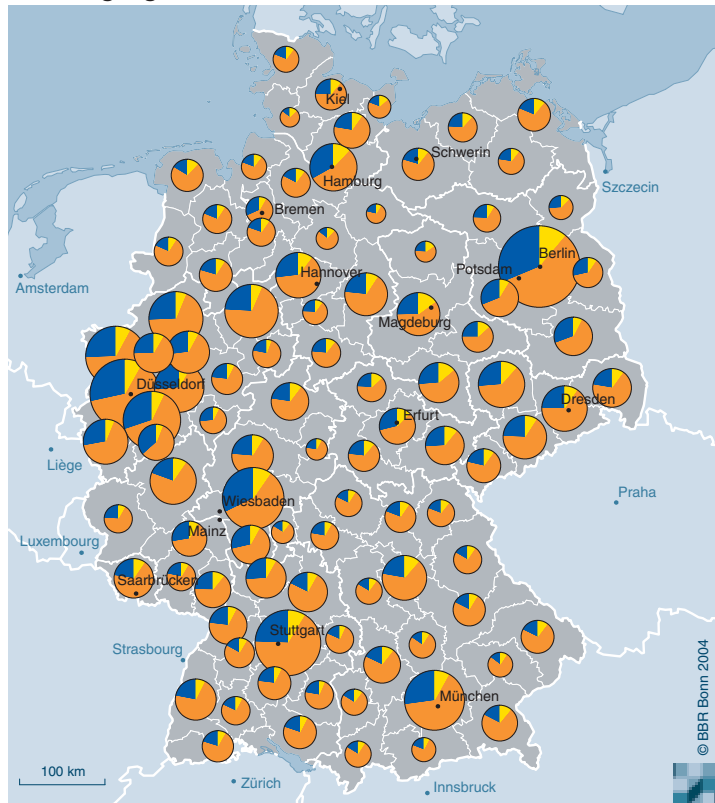 Kiel
Schwerin
Hamburg
Szczecin
Bremen
Berlin
Hannover
Potsdam
Amsterdam
Magdeburg
Düsseldorf
Dresden
Erfurt
Liège
Wiesbaden
Praha
Mainz
Luxembourg
Saarbrücken
Stuttgart
Strasbourg
München
© BBR Bonn 2004
100 km
Zürich
Innsbruck